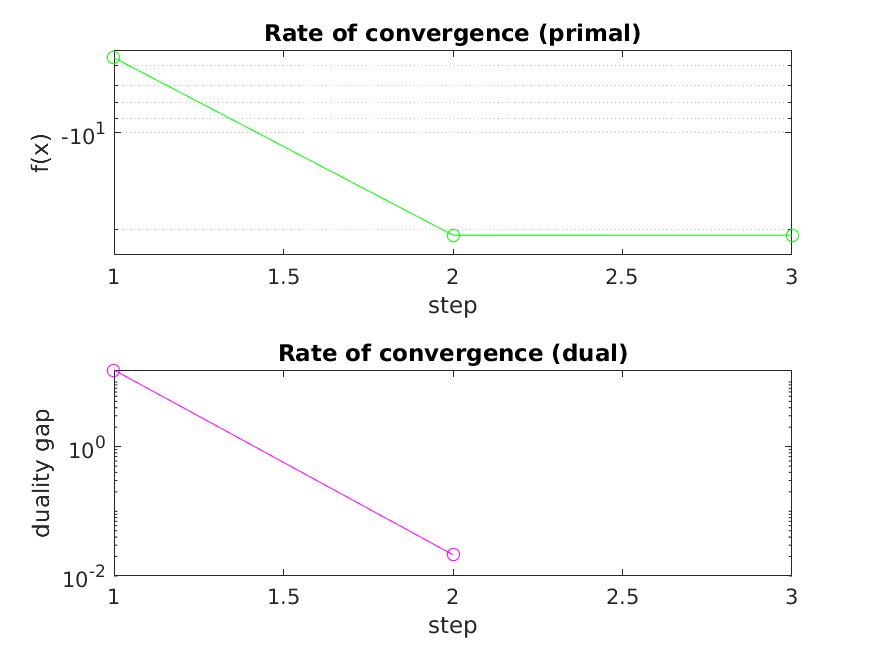 Rate of convergence (primal)
f(x)
-10^1
1 1.5 2 2.5 3
step
Rate of convergence (dual)
duality gap
10^0
10^-2
1 1.5 2 2.5 3
step